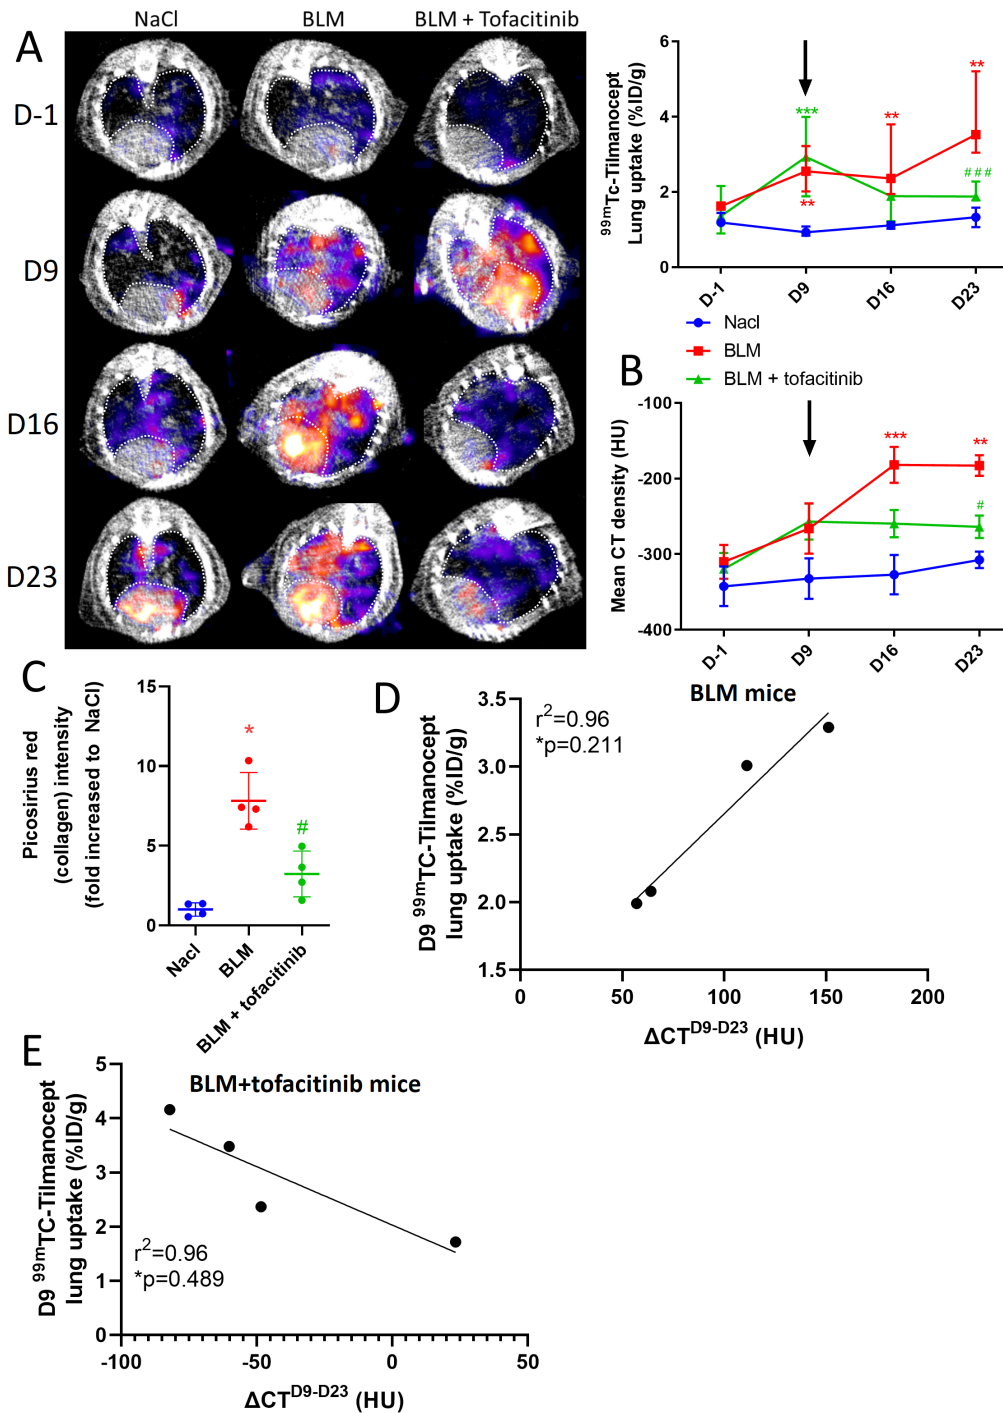 NaCl BLM BLM + Tofacitinib
A
D-1
D9
D16
D23
99mTc-Tilmanocept
Lung uptake (%ID/g)
6
4
2
0
***
**
**
**
###
D-1 D9 D16 D23
Nacl
BLM
BLM + tofacitinib
B
Mean CT density (HU)
-100
-200
-300
-400
***
**
#
D-1 D9 D16 D23
C
Picosirius red
(collagen) intensity
(fold increased to NaCl)
15
10
5
0
*
#
Nacl
BLM
BLM + tofacitinib
D
BLM mice
r2=0.96
*p=0.211
D9 99mTC-Tilmanocept
lung uptake (%ID/g)
3.5
3.0
2.5
2.0
1.5
0 50 100 150 200
ΔCTD9-D23 (HU)
E
BLM+tofacitinib mice
D9 99mTC-Tilmanocept
lung uptake (%ID/g)
5
4
3
2
1
0
r2=0.96
*p=0.489
-100 -50 0 50
ΔCTD9-D23 (HU)